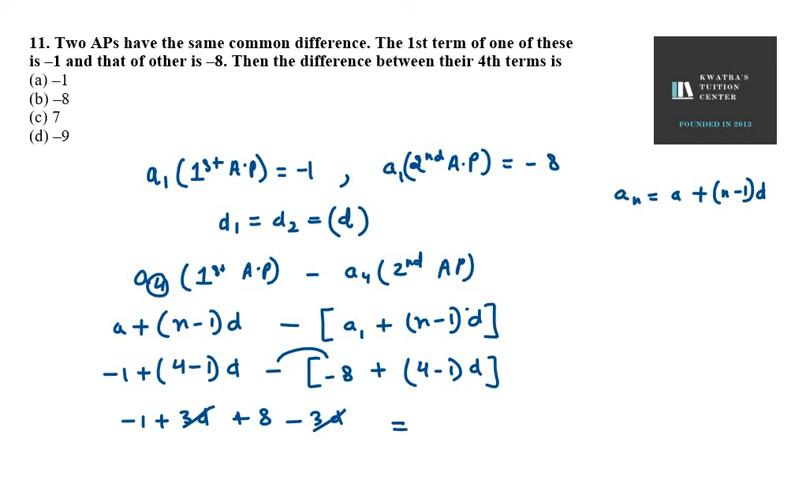 11. Two APs have the same common difference. The 1st term of one of these
is –1 and that of other is –8. Then the difference between their 4th terms is
(a) –1
(b) –8
(c) 7
(d) –9
KWATRA'S
TUITION
CENTER
FOUNDED IN 2013
a₁ (1st A.P) = -1 , a₁(2nd A.P) = - 8
aₙ = a + (n-1)d
d₁ = d₂ = (d)
a④ (1st A.P) - a₄ (2nd AP)
a + (n-1)d - [a₁ + (n-1)d]
-1 + (4-1)d - [-8 + (4-1)d]
-1 + 3d + 8 - 3d =